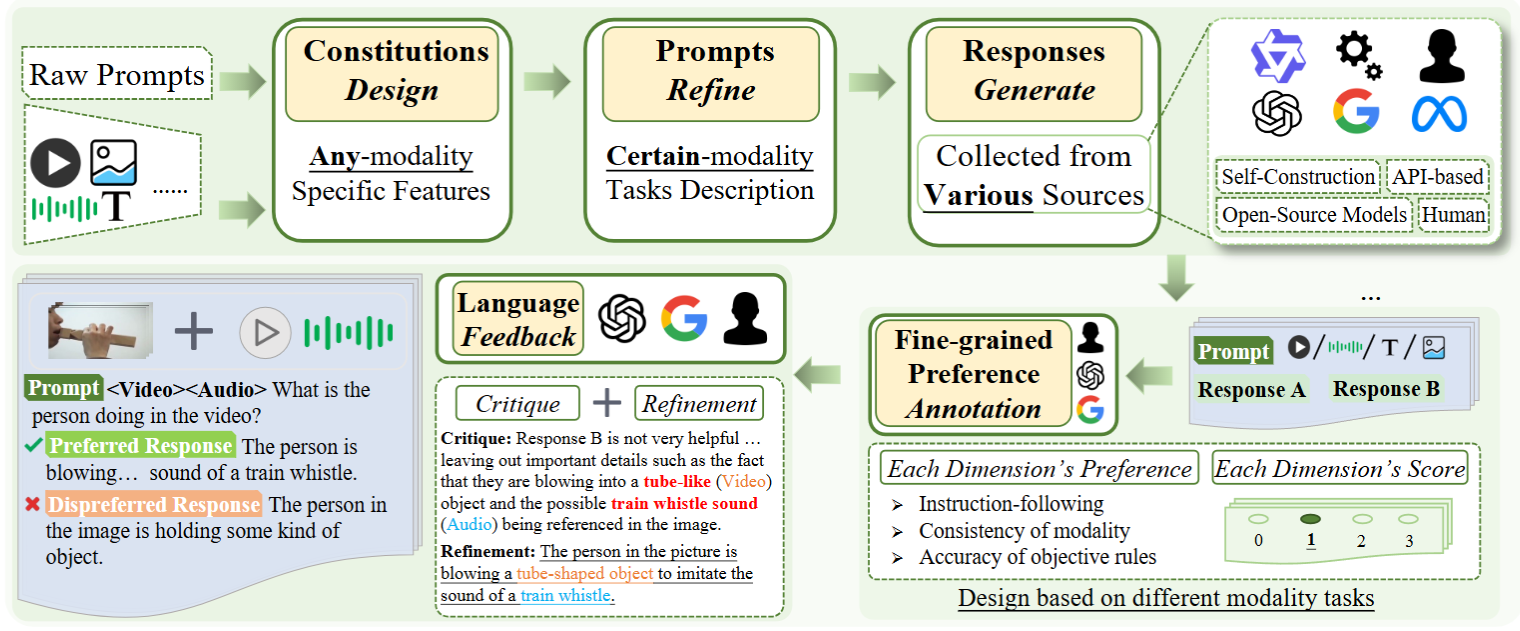 Raw Prompts
......
T
Constitutions
Design
Any-modality
Specific Features
Prompts
Refine
Certain-modality
Tasks Description
Responses
Generate
Collected from
Various Sources
Self-Construction
API-based
Open-Source Models
Human
...
Prompt
/ / T /
Response A
Response B
Fine-grained
Preference
Annotation
Each Dimension's Preference
Instruction-following
Consistency of modality
Accuracy of objective rules
Each Dimension's Score
0 1 2 3
Design based on different modality tasks
Language
Feedback
Critique + Refinement
Critique: Response B is not very helpful …
leaving out important details such as the fact
that they are blowing into a tube-like (Video)
object and the possible train whistle sound
(Audio) being referenced in the image.
Refinement: The person in the picture is
blowing a tube-shaped object to imitate the
sound of a train whistle.
+
Prompt <Video><Audio> What is the
person doing in the video?
Preferred Response The person is
blowing… sound of a train whistle.
Dispreferred Response The person in
the image is holding some kind of
object.